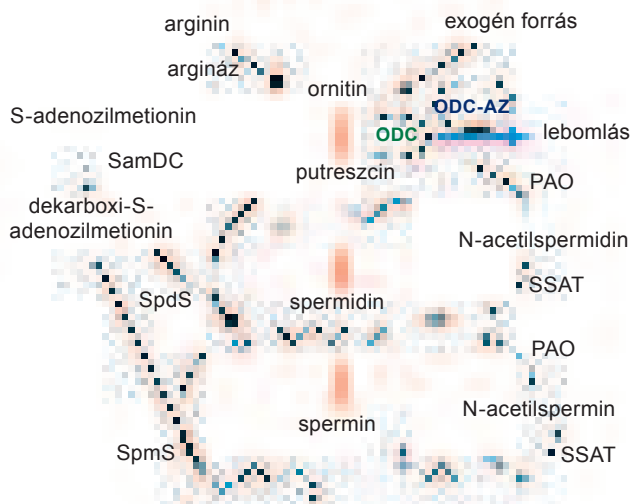 arginin
exogén forrás
argináz
ornitin
ODC-AZ
S-adenozilmetionin
ODC
lebomlás
SamDC
putreszcin
PAO
dekarboxi-S-
adenozilmetionin
N-acetilspermidin
SSAT
SpdS
spermidin
PAO
N-acetilspermin
spermin
SpmS
SSAT